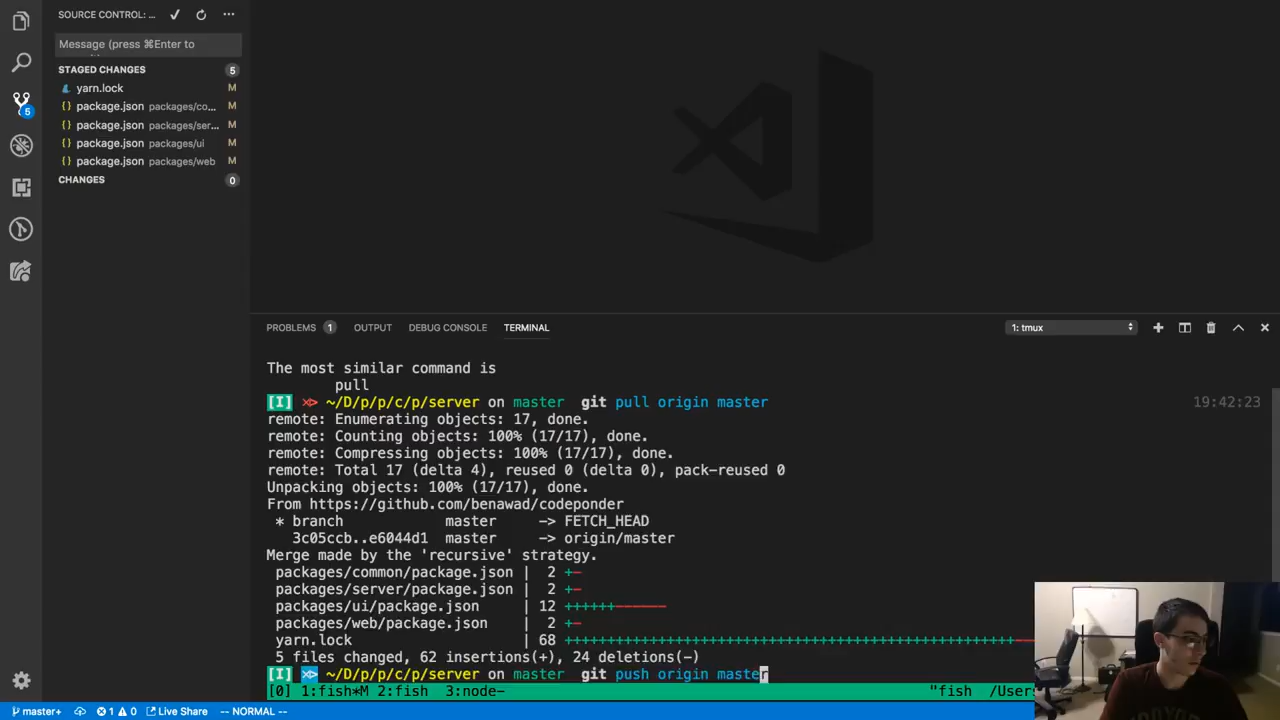 SOURCE CONTROL: ...
Message (press ⌘Enter to
STAGED CHANGES 5
yarn.lock M
{} package.json packages/co... M
{} package.json packages/ser... M
{} package.json packages/ui M
{} package.json packages/web M
CHANGES 0
5
PROBLEMS 1 OUTPUT DEBUG CONSOLE TERMINAL 1: tmux
The most similar command is
pull
[I] ~/D/p/p/c/p/server on master git pull origin master 19:42:23
remote: Enumerating objects: 17, done.
remote: Counting objects: 100% (17/17), done.
remote: Compressing objects: 100% (17/17), done.
remote: Total 17 (delta 4), reused 0 (delta 0), pack-reused 0
Unpacking objects: 100% (17/17), done.
From https://github.com/benawad/codeponder
* branch master -> FETCH_HEAD
3c05ccb..e6044d1 master -> origin/master
Merge made by the 'recursive' strategy.
packages/common/package.json | 2 +-
packages/server/package.json | 2 +-
packages/ui/package.json | 12 ++++++------
packages/web/package.json | 2 +-
yarn.lock | 68 +++++++++++++++++++++++++++++++++++++++++++++++++++++--
5 files changed, 62 insertions(+), 24 deletions(-)
[I] ~/D/p/p/c/p/server on master git push origin master
[0] 1:fish*M 2:fish 3:node- "fish /Users
master+ 1 0 Live Share -- NORMAL --